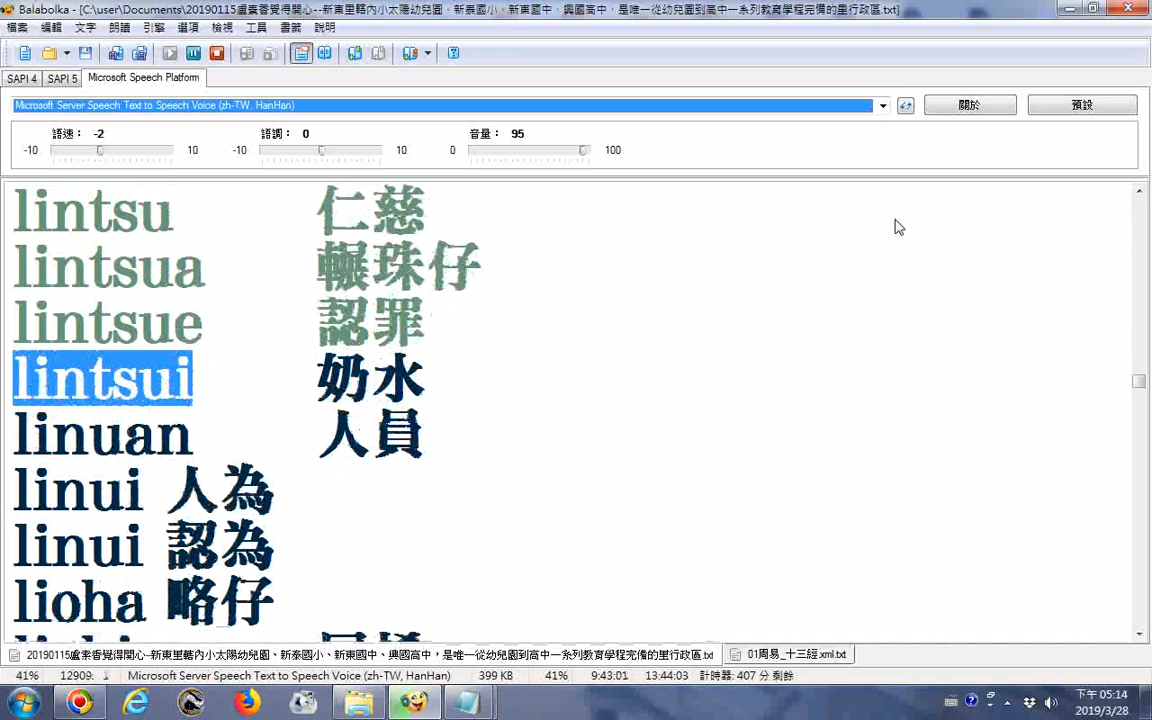 Balabolka - [C:\user\Documents\20190115盧素香覺得開心--新東里轄內小太陽幼兒園、新泰國小、新東國中、興國高中，是唯一從幼兒園到高中一系列教育學程完備的里行政區.txt]
檔案 編輯 文字 朗讀 引擎 選項 檢視 工具 書籤 說明
SAPI 4 SAPI 5 Microsoft Speech Platform
Microsoft Server Speech Text to Speech Voice (zh-TW, HanHan) 關於 預設
語速： -2 語調： 0 音量： 95
-10 10 -10 10 0 100
lintsu 仁慈
lintsua 輾珠仔
lintsue 認罪
lintsui 奶水
linuan 人員
linui 人為
linui 認為
lioha 略仔
20190115盧素香覺得開心--新東里轄內小太陽幼兒園、新泰國小、新東國中、興國高中，是唯一從幼兒園到高中一系列教育學程完備的里行政區.txt 01周易_十三經.xml.txt
41% 12909: Microsoft Server Speech Text to Speech Voice (zh-TW, HanHan) 399 KB 41% 9:43:01 13:44:03 計時器: 407 分 剩餘
下午 05:14
2019/3/28